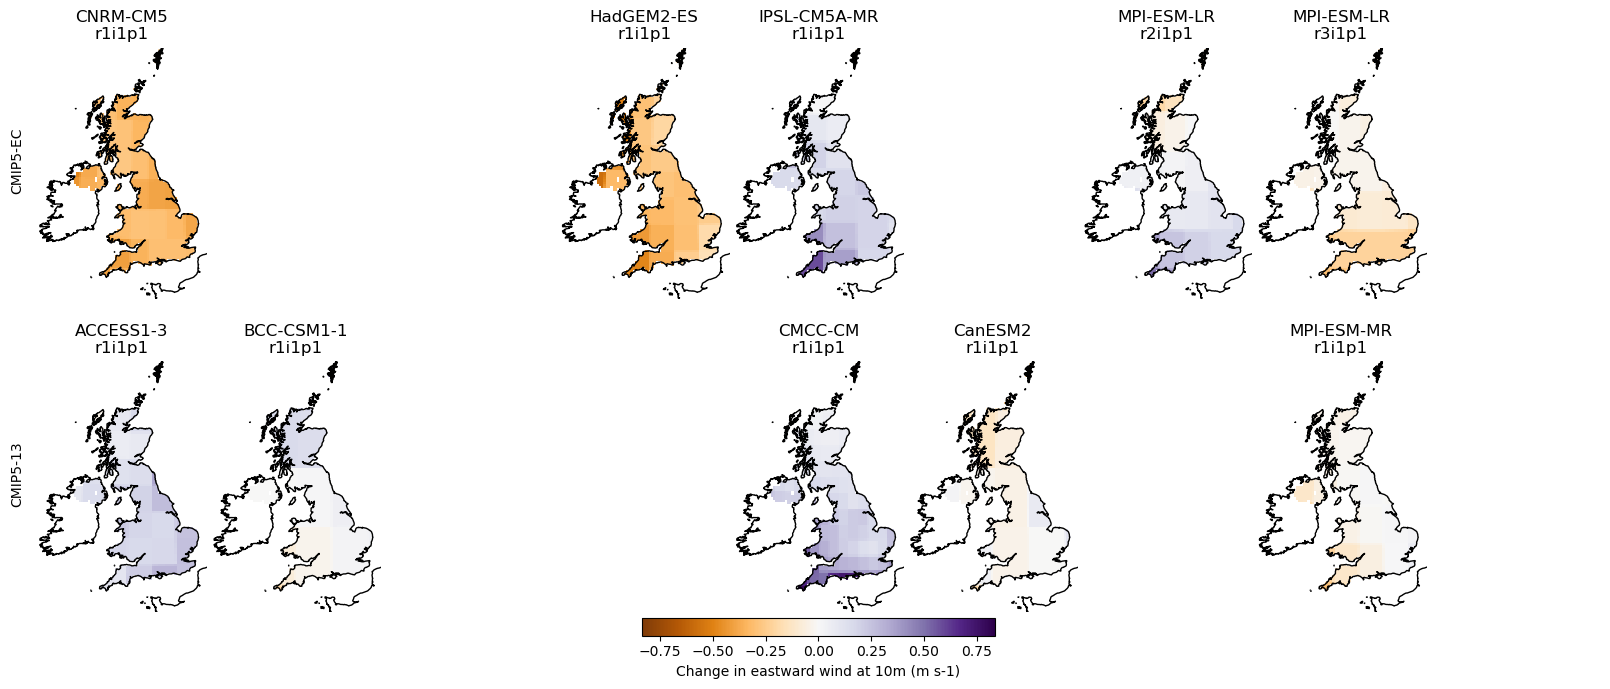 CNRM-CM5
r1i1p1
HadGEM2-ES
r1i1p1
IPSL-CM5A-MR
r1i1p1
MPI-ESM-LR
r2i1p1
MPI-ESM-LR
r3i1p1
CMIP5-EC
ACCESS1-3
r1i1p1
BCC-CSM1-1
r1i1p1
CMCC-CM
r1i1p1
CanESM2
r1i1p1
MPI-ESM-MR
r1i1p1
CMIP5-13
−0.75 −0.50 −0.25 0.00 0.25 0.50 0.75
Change in eastward wind at 10m (m s-1)